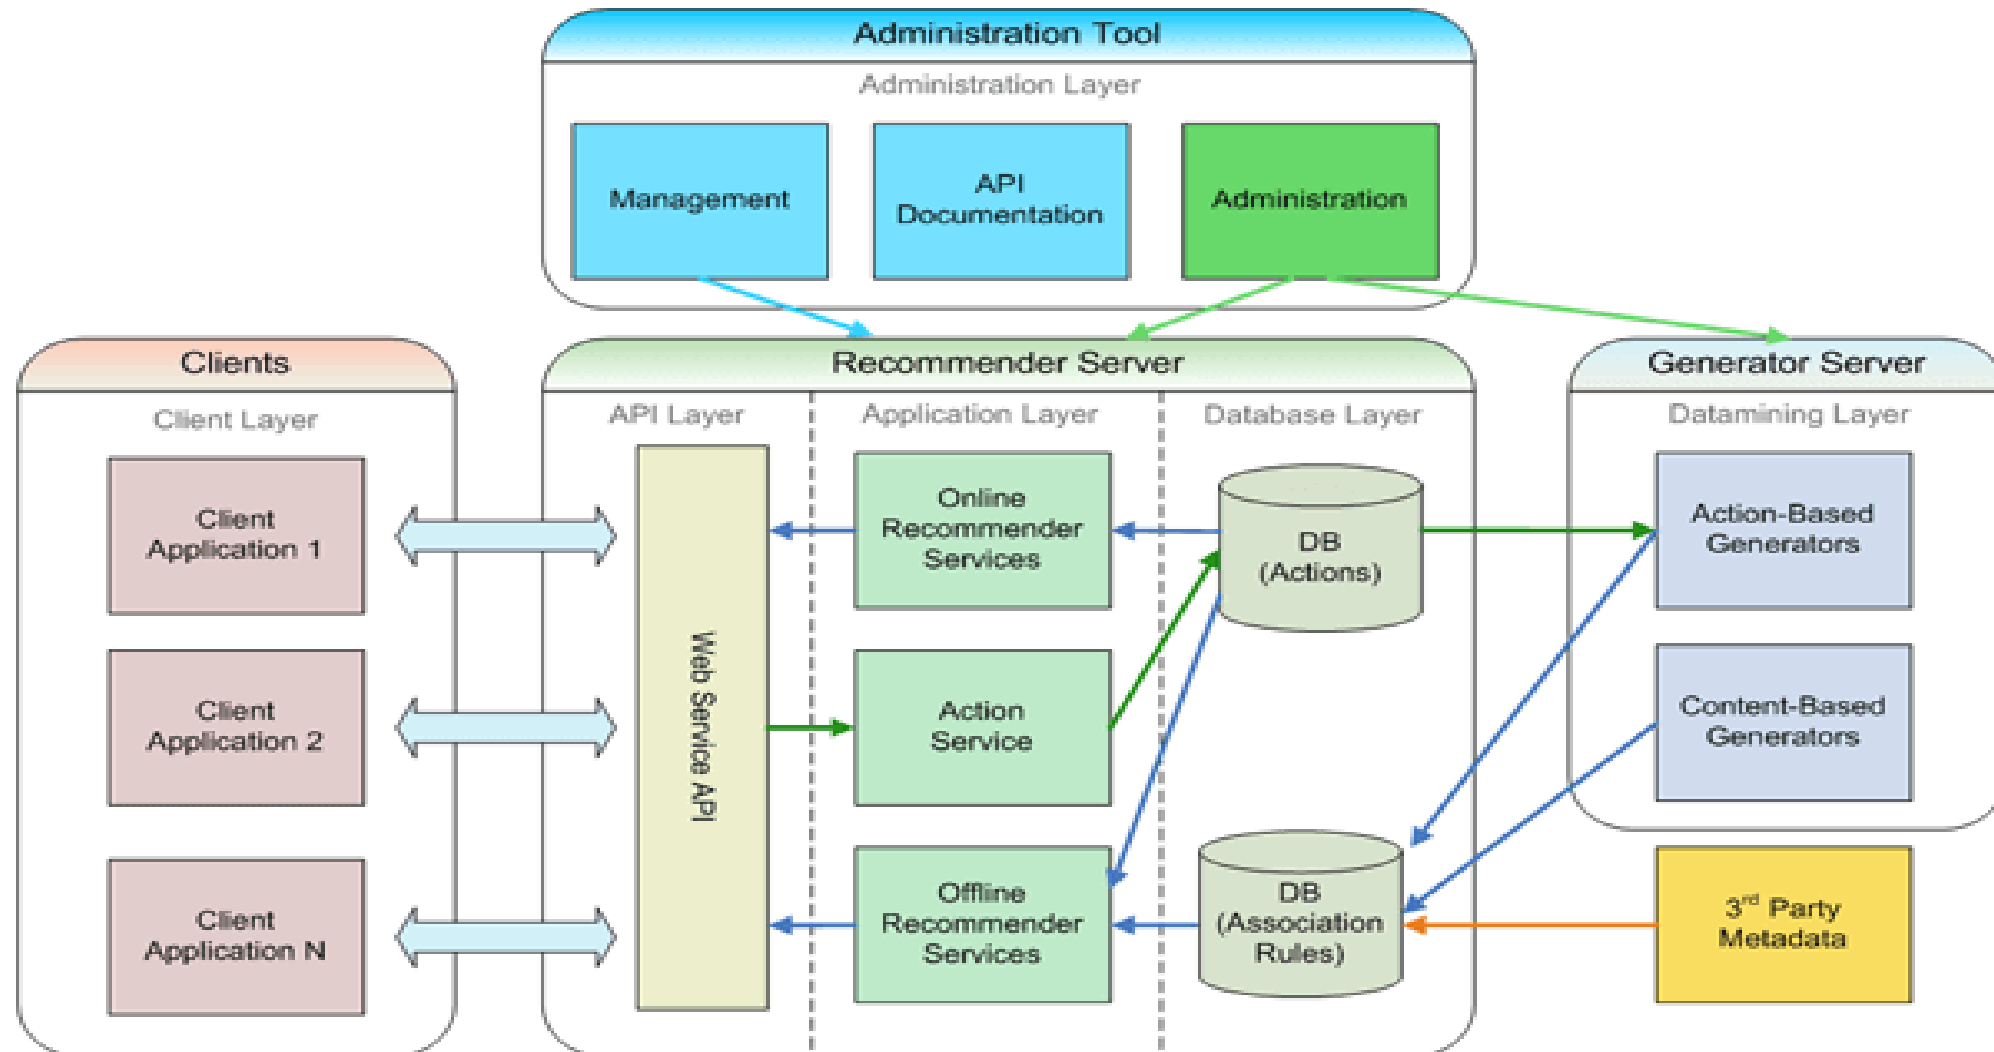 Administration Tool
Administration Layer
Management
API
Documentation
Administration
Clients
Client Layer
Client
Application 1
Client
Application 2
Client
Application N
Recommender Server
API Layer
Application Layer
Database Layer
Web Service API
Online
Recommender
Services
Action
Service
Offline
Recommender
Services
DB
(Actions)
DB
(Association
Rules)
Generator Server
Datamining Layer
Action-Based
Generators
Content-Based
Generators
3rd Party
Metadata